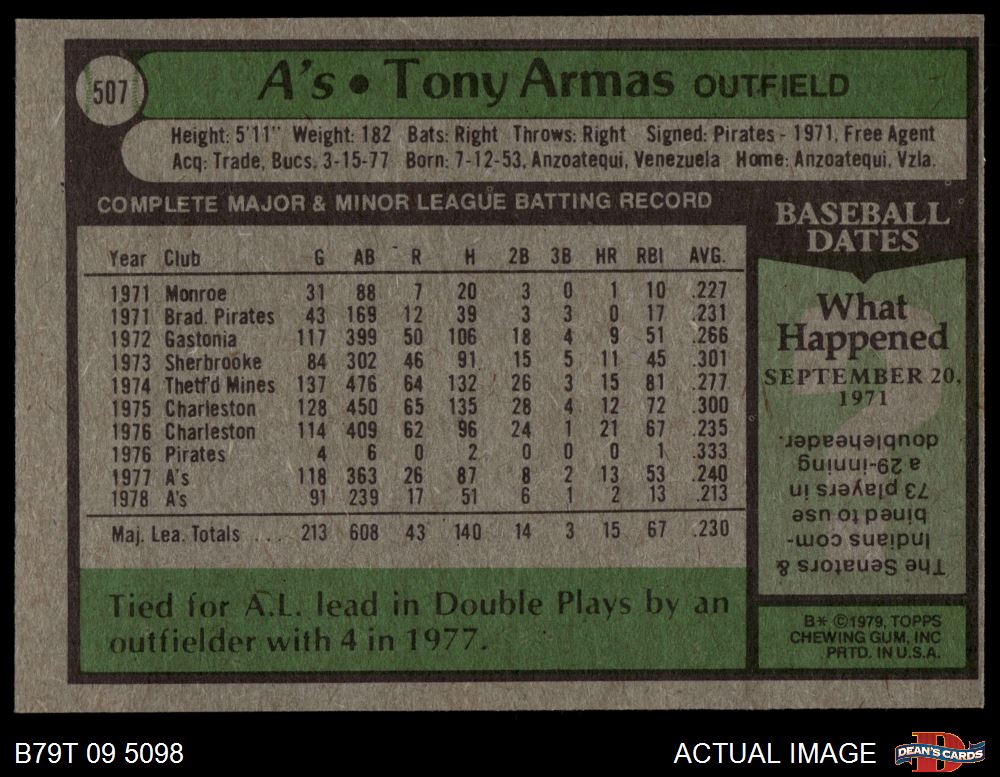 507
A's • Tony Armas OUTFIELD
Height: 5'11" Weight: 182 Bats: Right Throws: Right Signed: Pirates - 1971, Free Agent
Acq: Trade, Bucs, 3-15-77 Born: 7-12-53, Anzoatequi, Venezuela Home: Anzoatequi, Vzla.
COMPLETE MAJOR & MINOR LEAGUE BATTING RECORD
Year Club G AB R H 2B 3B HR RBI AVG.
1971 Monroe 31 88 7 20 3 0 1 10 .227
1971 Brad. Pirates 43 169 12 39 3 3 0 17 .231
1972 Gastonia 117 399 50 106 18 4 9 51 .266
1973 Sherbrooke 84 302 46 91 15 5 11 45 .301
1974 Thetf'd Mines 137 476 64 132 26 3 15 81 .277
1975 Charleston 128 450 65 135 28 4 12 72 .300
1976 Charleston 114 409 62 96 24 1 21 67 .235
1976 Pirates 4 6 0 2 0 0 0 1 .333
1977 A's 118 363 26 87 8 2 13 53 .240
1978 A's 91 239 17 51 6 1 2 13 .213
Maj. Lea. Totals ... 213 608 43 140 14 3 15 67 .230
Tied for A.L. lead in Double Plays by an
outfielder with 4 in 1977.
BASEBALL
DATES
What
Happened
SEPTEMBER 20,
1971
The Senators &
Indians com-
bined to use
73 players in
a 29-inning
doubleheader.
B* ©1979, TOPPS
CHEWING GUM, INC
PRTD. IN U.S.A.
B79T 09 5098
ACTUAL IMAGE
DEAN'S CARDS